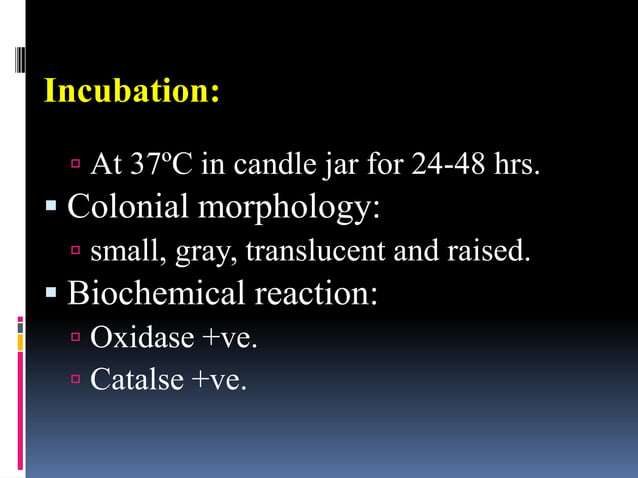 Incubation:
At 37ºC in candle jar for 24-48 hrs.
Colonial morphology:
small, gray, translucent and raised.
Biochemical reaction:
Oxidase +ve.
Catalse +ve.